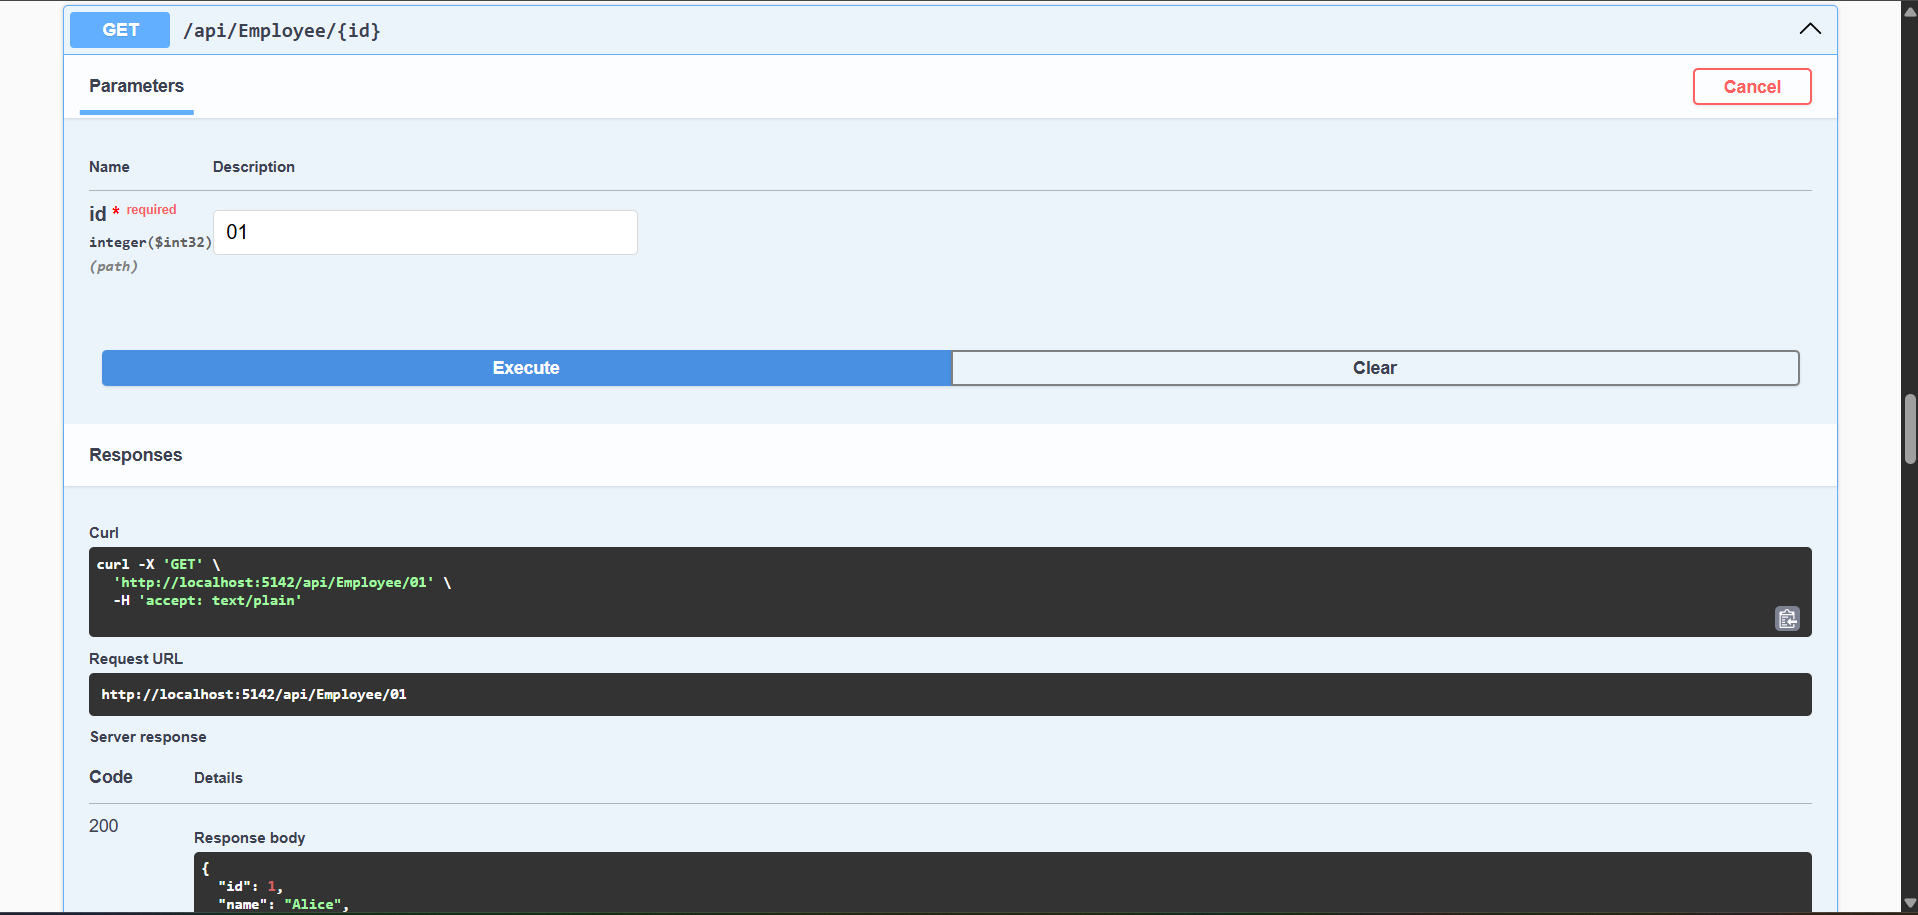 GET /api/Employee/{id}
Parameters
Cancel
Name Description
id * required
integer($int32)
(path)
01
Execute Clear
Responses
Curl
curl -X 'GET' \
'http://localhost:5142/api/Employee/01' \
-H 'accept: text/plain'
Request URL
http://localhost:5142/api/Employee/01
Server response
Code Details
200
Response body
{
"id": 1,
"name": "Alice",